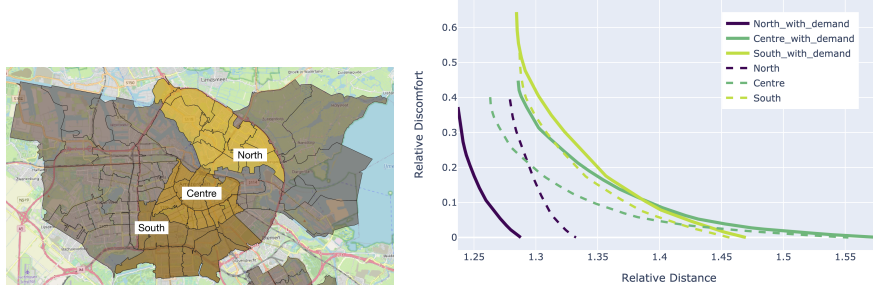 North
Centre
South
Relative Discomfort
0.6
0.5
0.4
0.3
0.2
0.1
0
1.25
1.3
1.35
1.4
1.45
1.5
1.55
Relative Distance
North_with_demand
Centre_with_demand
South_with_demand
North
Centre
South